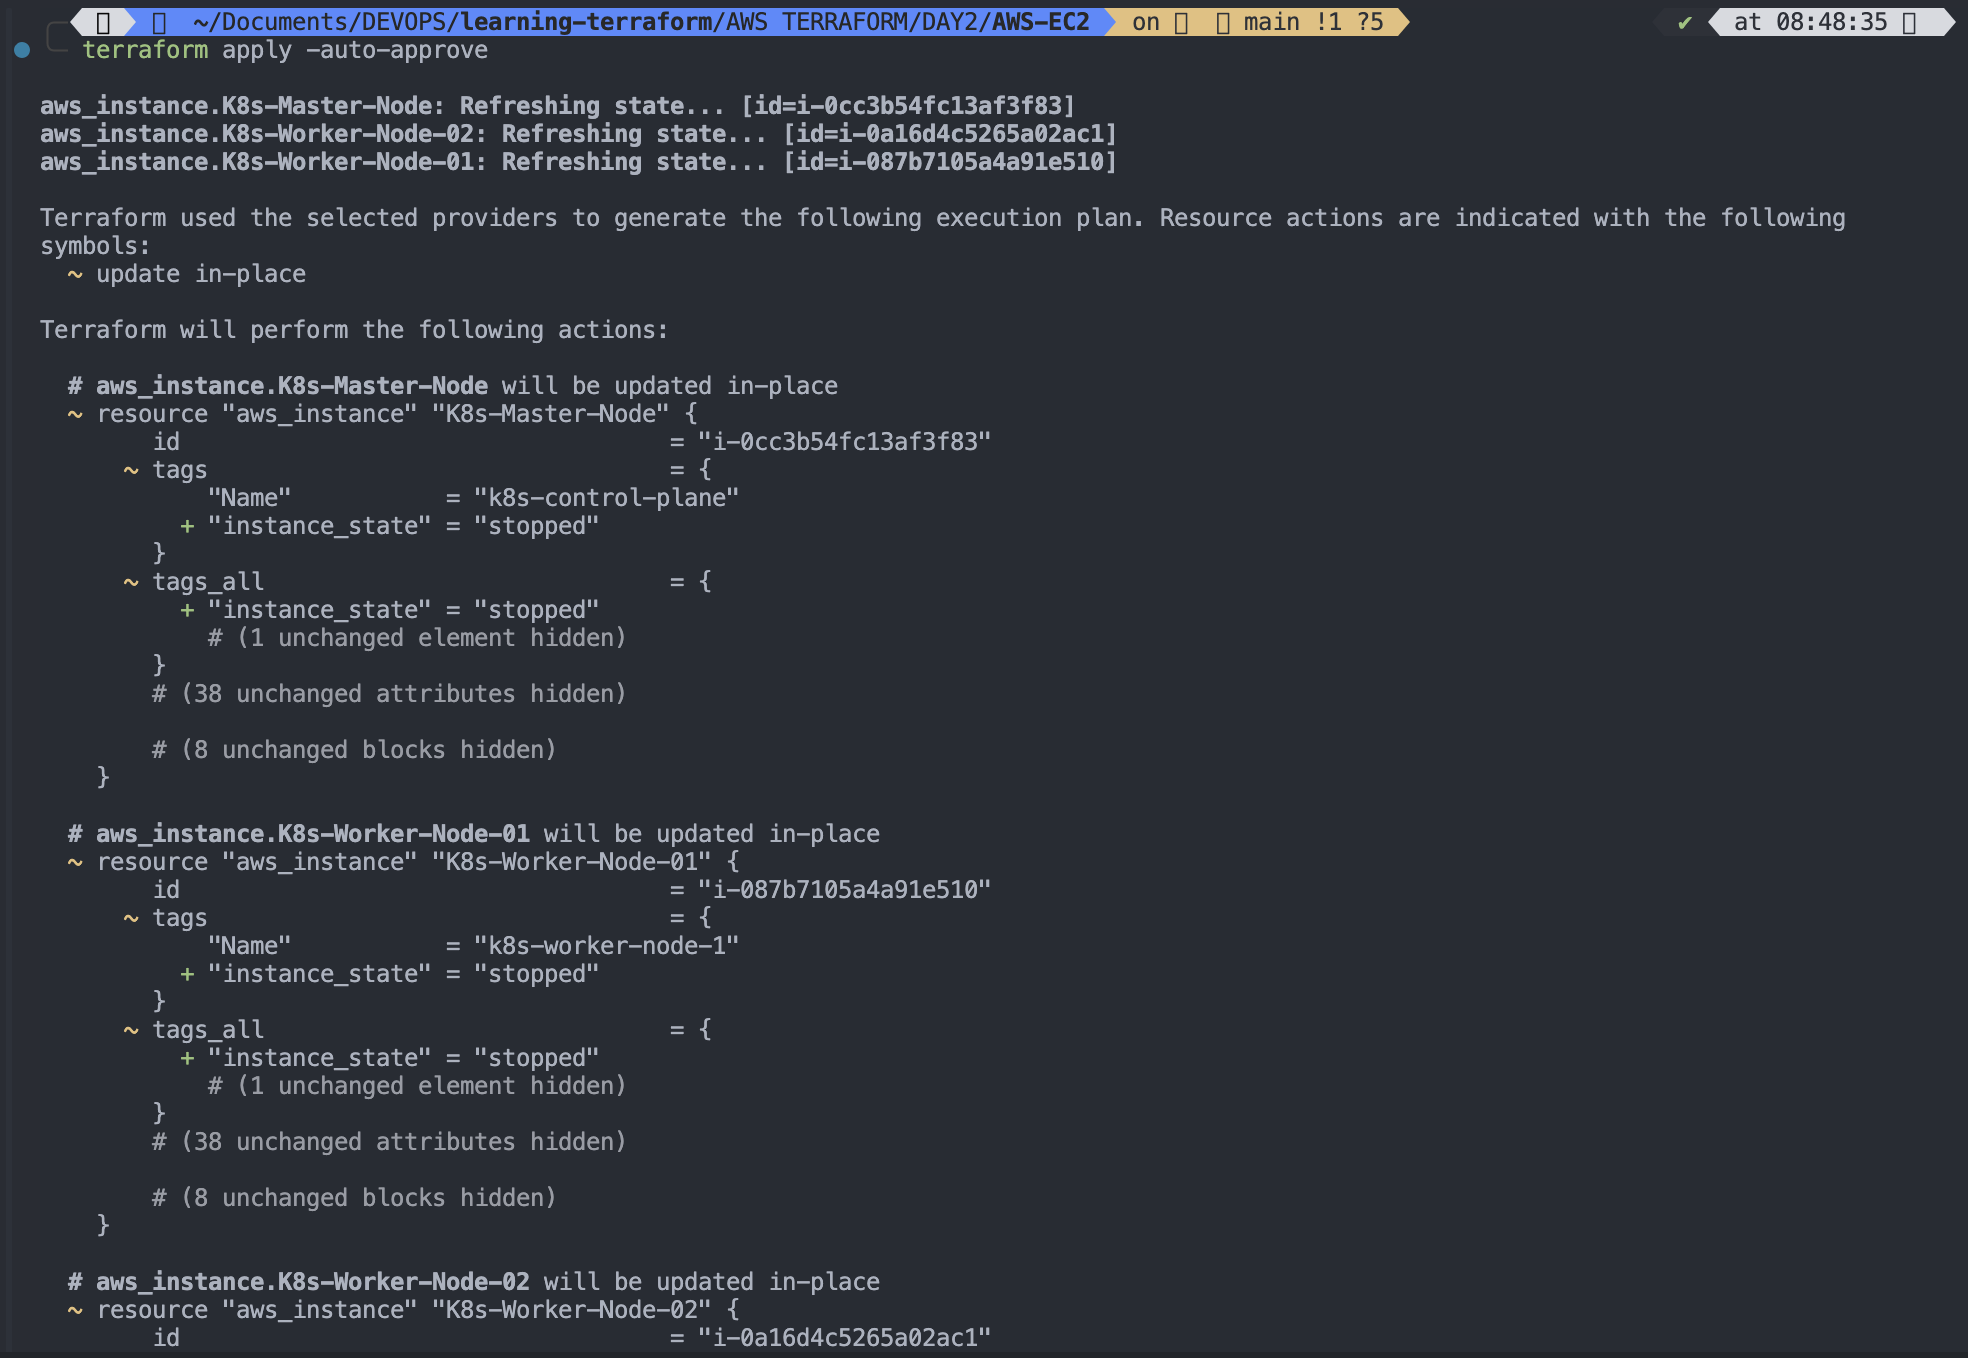 ~/Documents/DEVOPS/learning-terraform/AWS TERRAFORM/DAY2/AWS-EC2 on main !1 ?5 ✔ at 08:48:35
terraform apply -auto-approve
aws_instance.K8s-Master-Node: Refreshing state... [id=i-0cc3b54fc13af3f83]
aws_instance.K8s-Worker-Node-02: Refreshing state... [id=i-0a16d4c5265a02ac1]
aws_instance.K8s-Worker-Node-01: Refreshing state... [id=i-087b7105a4a91e510]
Terraform used the selected providers to generate the following execution plan. Resource actions are indicated with the following
symbols:
  ~ update in-place
Terraform will perform the following actions:
  # aws_instance.K8s-Master-Node will be updated in-place
  ~ resource "aws_instance" "K8s-Master-Node" {
        id                                   = "i-0cc3b54fc13af3f83"
      ~ tags                                 = {
            "Name"           = "k8s-control-plane"
          + "instance_state" = "stopped"
        }
      ~ tags_all                             = {
          + "instance_state" = "stopped"
            # (1 unchanged element hidden)
        }
        # (38 unchanged attributes hidden)
        # (8 unchanged blocks hidden)
    }
  # aws_instance.K8s-Worker-Node-01 will be updated in-place
  ~ resource "aws_instance" "K8s-Worker-Node-01" {
        id                                   = "i-087b7105a4a91e510"
      ~ tags                                 = {
            "Name"           = "k8s-worker-node-1"
          + "instance_state" = "stopped"
        }
      ~ tags_all                             = {
          + "instance_state" = "stopped"
            # (1 unchanged element hidden)
        }
        # (38 unchanged attributes hidden)
        # (8 unchanged blocks hidden)
    }
  # aws_instance.K8s-Worker-Node-02 will be updated in-place
  ~ resource "aws_instance" "K8s-Worker-Node-02" {
        id                                   = "i-0a16d4c5265a02ac1"